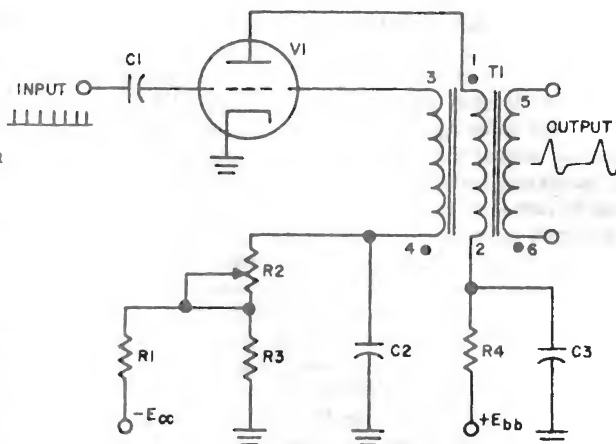 1
V1
T1
C1
3
5
INPUT
OUTPUT
R
4
2
6
R2
R1
R3
C2
R4
C3
-Ecc
+Ebb